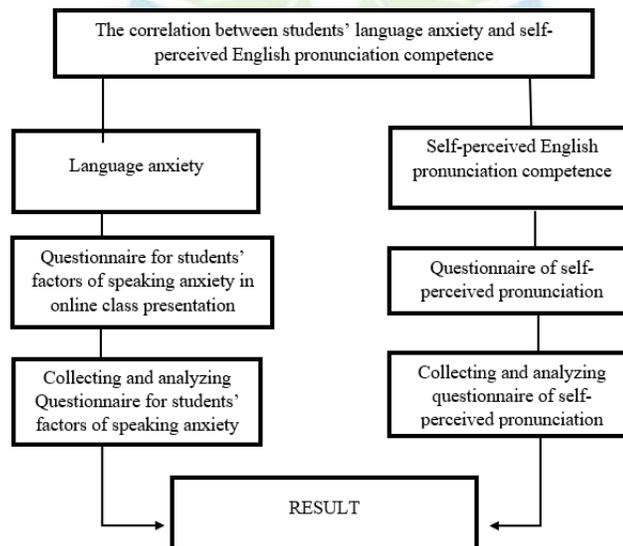 The correlation between students' language anxiety and self-
perceived English pronunciation competence
Language anxiety
Self-perceived English
pronunciation competence
Questionnaire for students'
factors of speaking anxiety in
online class presentation
Questionnaire of self-
perceived pronunciation
Collecting and analyzing
Questionnaire for students'
factors of speaking anxiety
Collecting and analyzing
questionnaire of self-
perceived pronunciation
RESULT